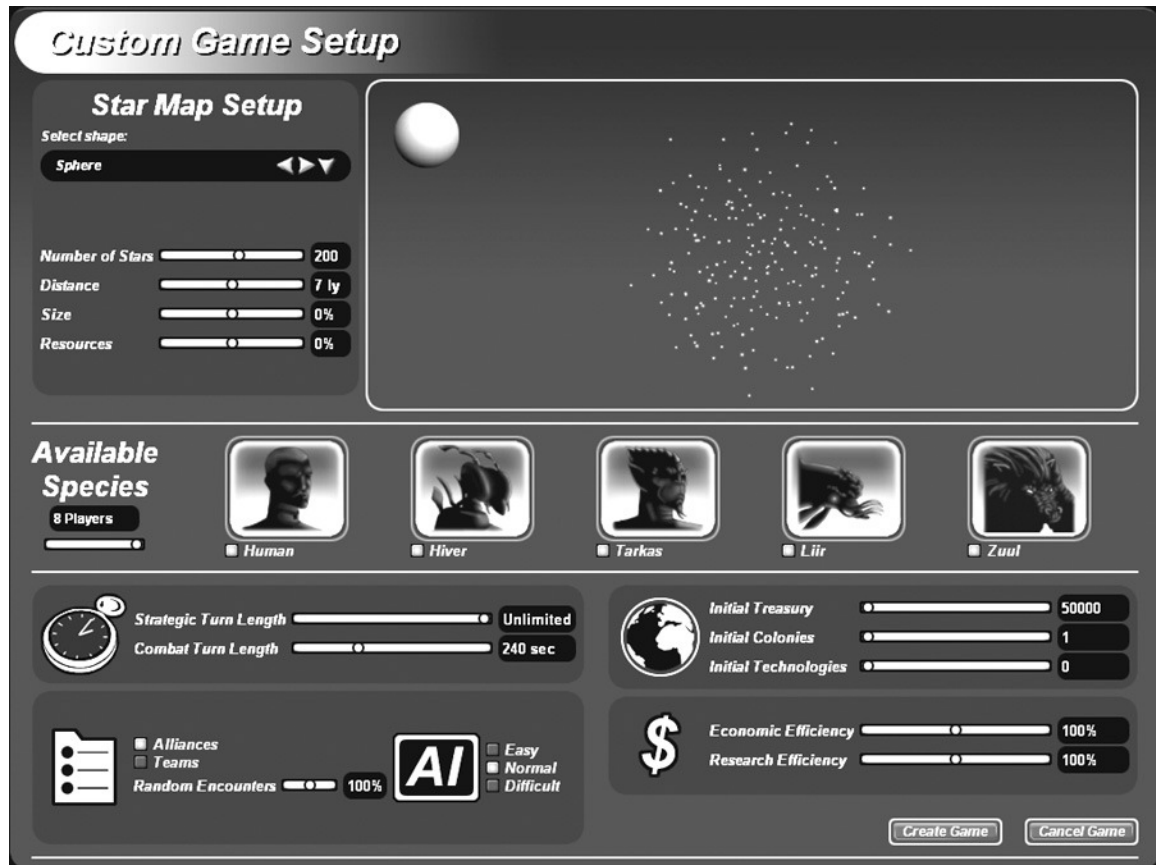 Custom Game Setup
Star Map Setup
Select shape:
Sphere
Number of Stars 200
Distance 7 ly
Size 0%
Resources 0%
Available
Species
8 Players
Human Hiver Tarkas Liir Zuul
Strategic Turn Length Unlimited
Combat Turn Length 240 sec
Initial Treasury 50000
Initial Colonies 1
Initial Technologies 0
Alliances
Teams
Random Encounters 100%
AI
Easy
Normal
Difficult
$
Economic Efficiency 100%
Research Efficiency 100%
Create Game Cancel Game